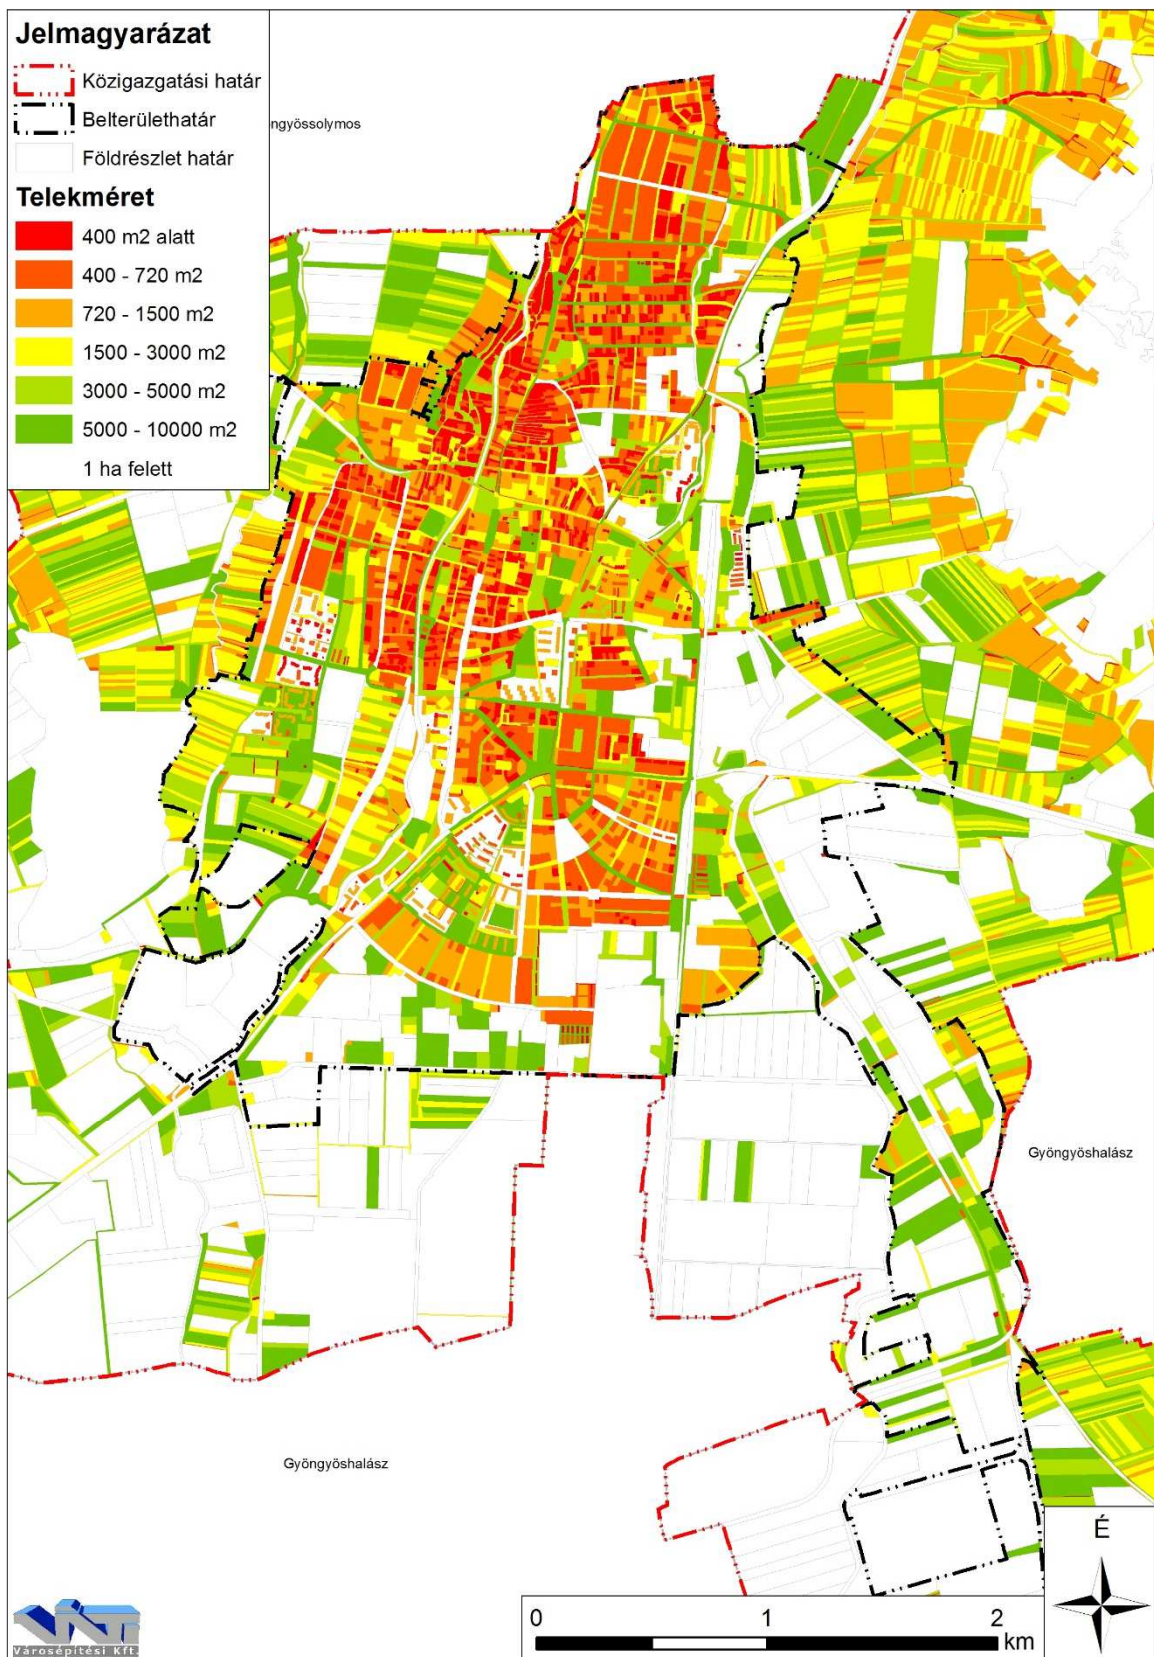 Jelmagyarázat
Közigazgatási határ
Belterülethatár
Földrészlet határ
Telekméret
400 m2 alatt
400 - 720 m2
720 - 1500 m2
1500 - 3000 m2
3000 - 5000 m2
5000 - 10000 m2
1 ha felett
ngyössolymos
Gyöngyöshalász
Gyöngyöshalász
É
0 1 2
km
Városépítési Kft.